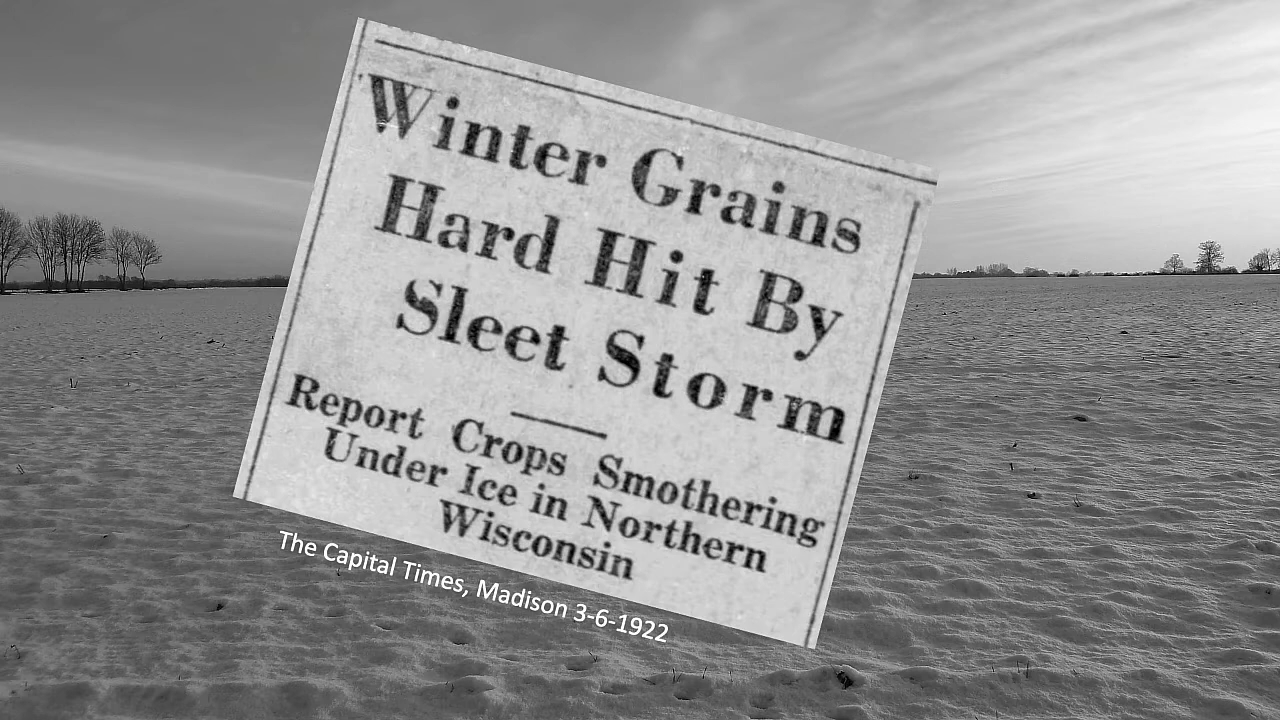 Winter Grains
Hard Hit By
Sleet Storm
Report Crops Smothering
Under Ice in Northern
Wisconsin
The Capital Times, Madison 3-6-1922